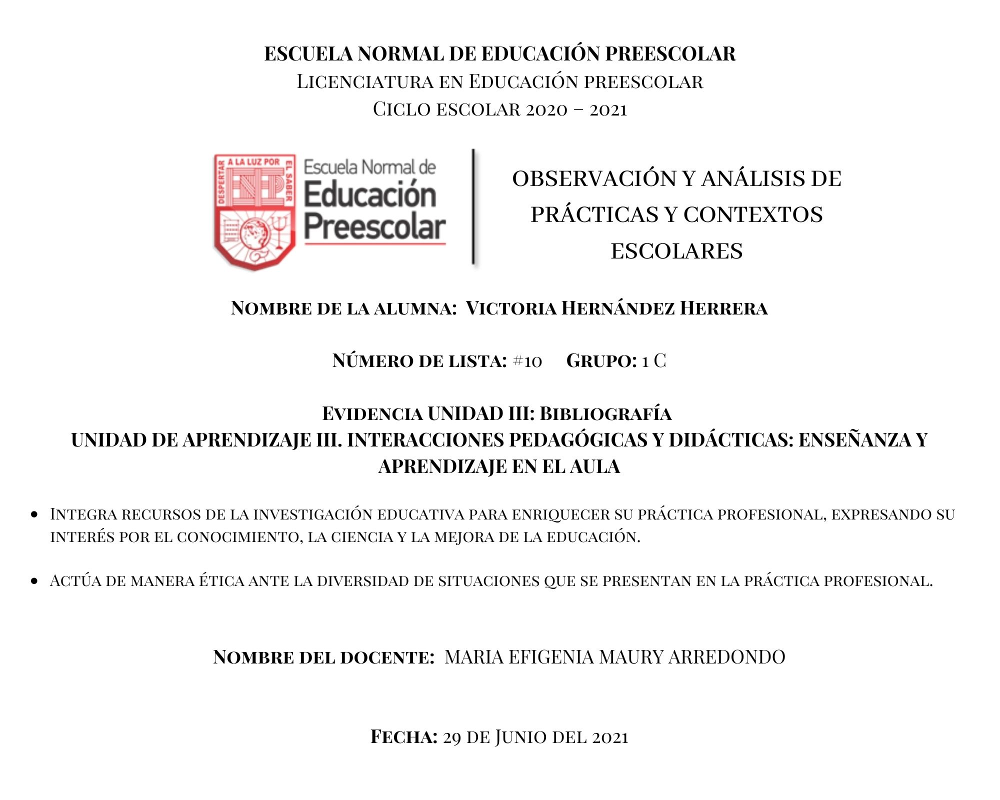 ESCUELA NORMAL DE EDUCACIÓN PREESCOLAR
Licenciatura en Educación preescolar
Ciclo escolar 2020 – 2021
DESPERTAR A LA LUZ POR EL SABER
ENEP
Escuela Normal de
Educación
Preescolar
OBSERVACIÓN Y ANÁLISIS DE
PRÁCTICAS Y CONTEXTOS
ESCOLARES
Nombre de la alumna: Victoria Hernández Herrera
Número de lista: #10 Grupo: 1 C
Evidencia UNIDAD III: Bibliografía
UNIDAD DE APRENDIZAJE III. INTERACCIONES PEDAGÓGICAS Y DIDÁCTICAS: ENSEÑANZA Y
APRENDIZAJE EN EL AULA
• Integra recursos de la investigación educativa para enriquecer su práctica profesional, expresando su
interés por el conocimiento, la ciencia y la mejora de la educación.
• Actúa de manera ética ante la diversidad de situaciones que se presentan en la práctica profesional.
Nombre del docente: MARIA EFIGENIA MAURY ARREDONDO
Fecha: 29 de Junio del 2021